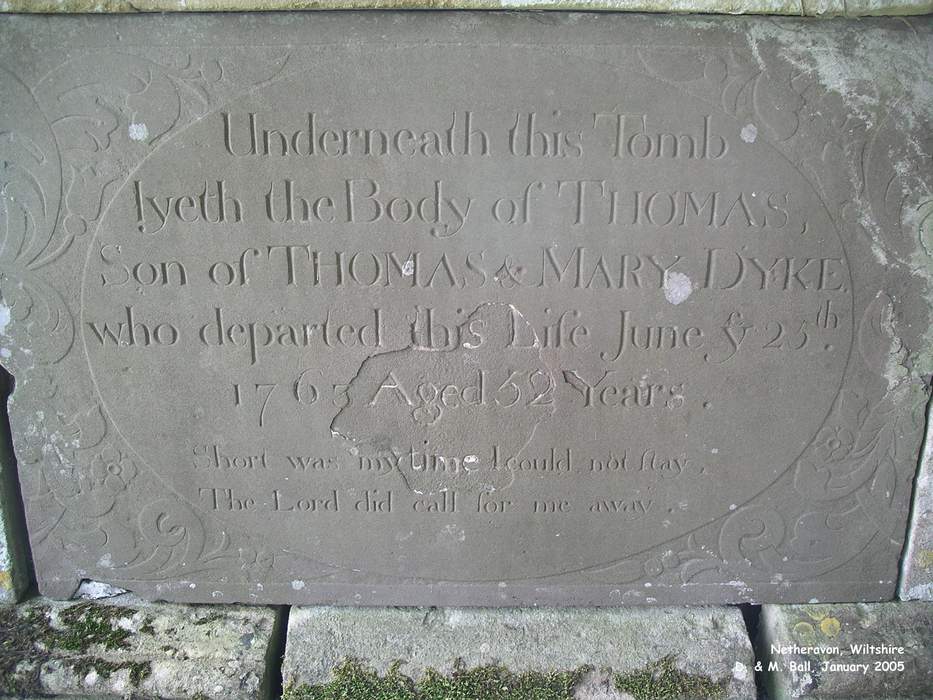 Underneath this Tomb
lyeth the Body of THOMAS,
Son of THOMAS & MARY DYKE
who departed this Life June yͤ 25th.
1763 Aged 52 Years.
Short was my time I could not ſtay,
The Lord did call for me away.
Netheravon, Wiltshire
D. & M. Ball, January 2005